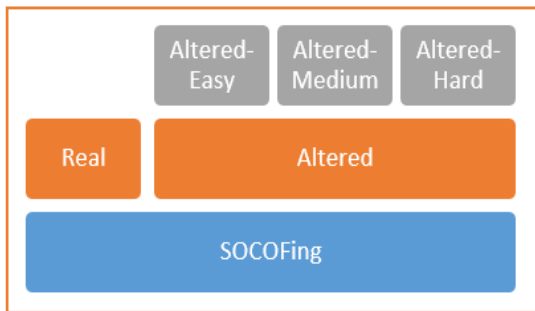 Altered-
Easy
Altered-
Medium
Altered-
Hard
Real
Altered
SOCOFing